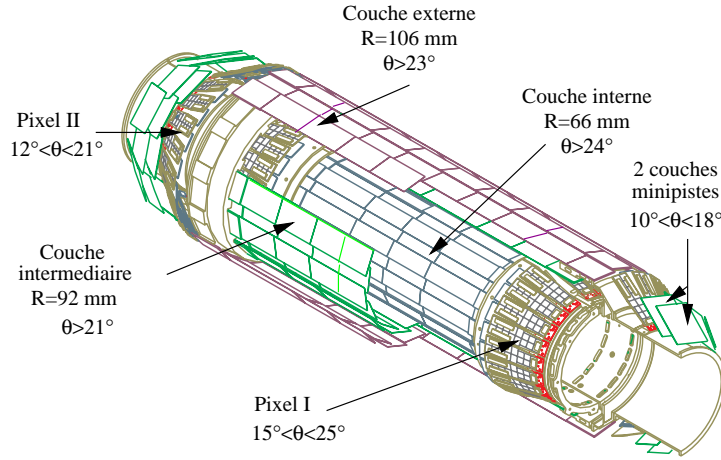 Couche externe
R=106 mm
θ>23°
Pixel II
12°<θ<21°
Couche interne
R=66 mm
θ>24°
2 couches
minipistes
10°<θ<18°
Couche
intermediaire
R=92 mm
θ>21°
Pixel I
15°<θ<25°